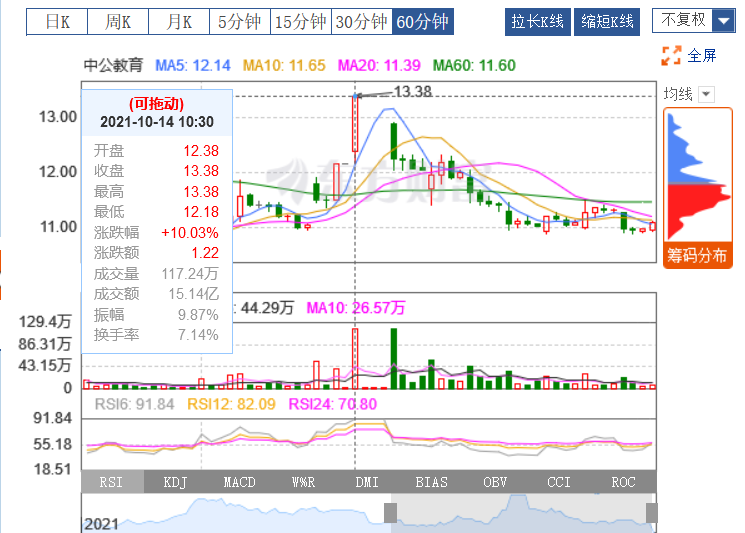 日K 周K 月K 5分钟 15分钟 30分钟 60分钟 拉长K线 缩短K线 不复权
全屏
中公教育 MA5: 12.14 MA10: 11.65 MA20: 11.39 MA60: 11.60
均线
13.38
(可拖动)
2021-10-14 10:30
开盘 12.38
收盘 13.38
最高 13.38
最低 12.18
涨跌幅 +10.03%
涨跌额 1.22
成交量 117.24万
成交额 15.14亿
振幅 9.87%
换手率 7.14%
13.00
12.00
11.00
筹码分布
: 44.29万 MA10: 26.57万
129.4万
86.31万
43.15万
0
RSI6: 91.84 RSI12: 82.09 RSI24: 70.80
91.84
55.18
18.51
RSI KDJ MACD W%R DMI BIAS OBV CCI ROC
2021